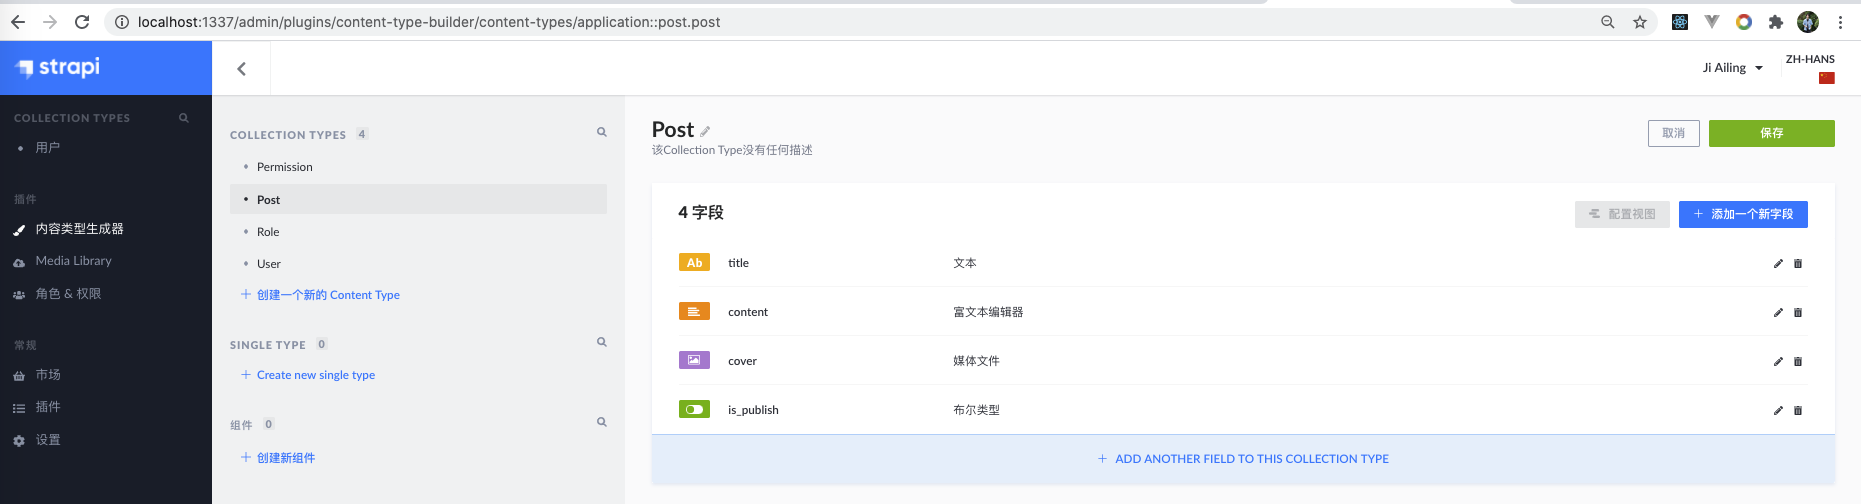 localhost:1337/admin/plugins/content-type-builder/content-types/application::post.post
strapi
Ji Ailing
ZH-HANS
COLLECTION TYPES
用户
插件
内容类型生成器
Media Library
角色 & 权限
常规
市场
插件
设置
COLLECTION TYPES 4
Permission
Post
Role
User
创建一个新的 Content Type
SINGLE TYPE 0
Create new single type
组件 0
创建新组件
Post
该Collection Type没有任何描述
取消
保存
4 字段
配置视图
添加一个新字段
Ab title 文本
content 富文本编辑器
cover 媒体文件
is_publish 布尔类型
ADD ANOTHER FIELD TO THIS COLLECTION TYPE